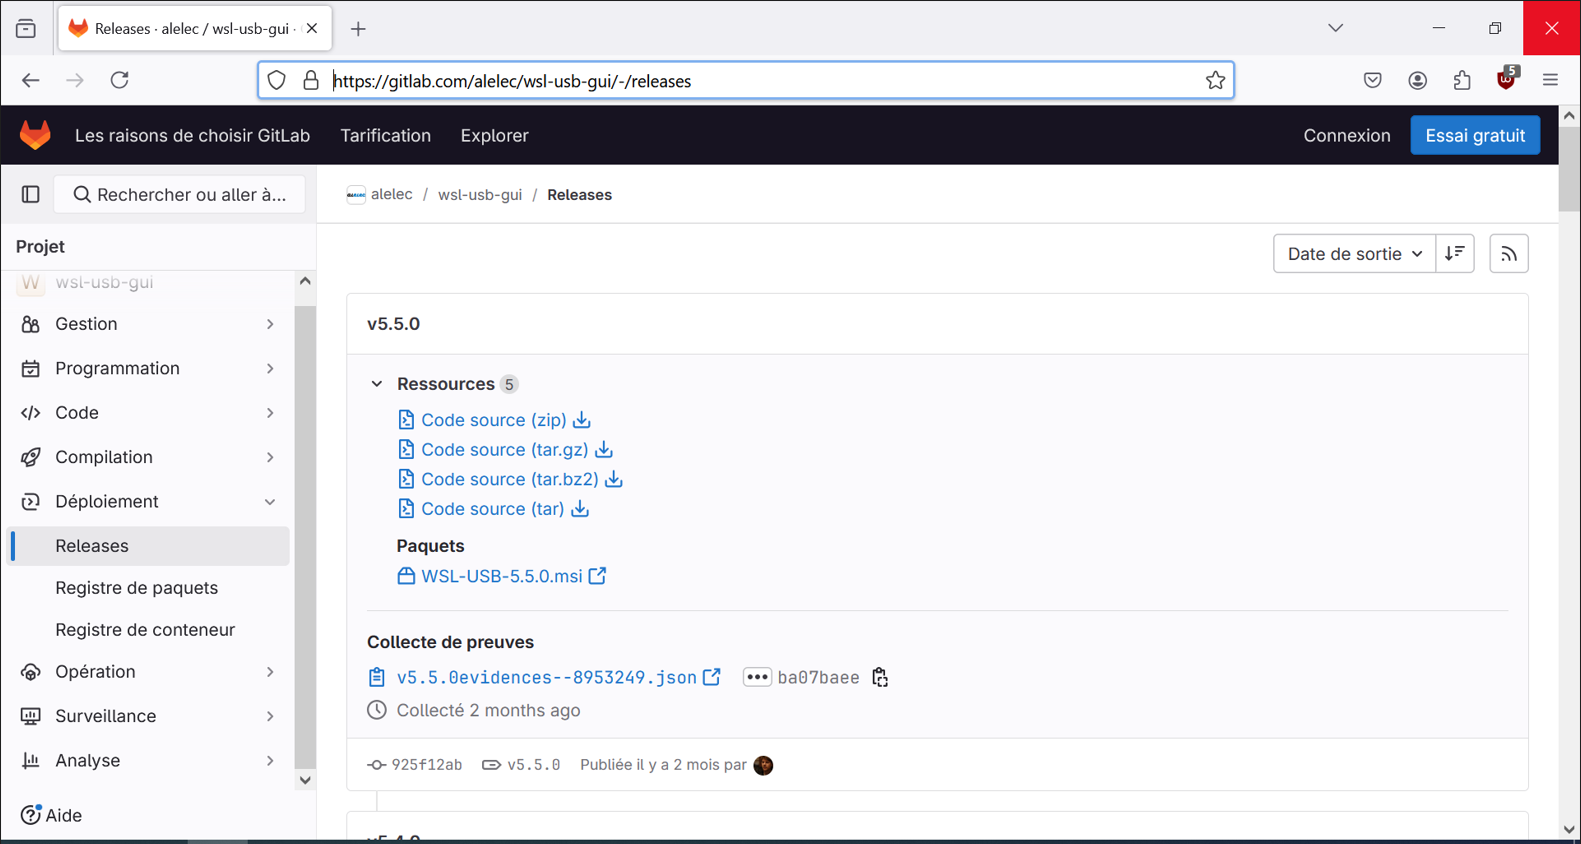 Releases · alelec / wsl-usb-gui ·
https://gitlab.com/alelec/wsl-usb-gui/-/releases
5
Les raisons de choisir GitLab
Tarification
Explorer
Connexion
Essai gratuit
Rechercher ou aller à...
alelec / wsl-usb-gui / Releases
Projet
Date de sortie
W wsl-usb-gui
Gestion
Programmation
Code
Compilation
Déploiement
Releases
Registre de paquets
Registre de conteneur
Opération
Surveillance
Analyse
Aide
v5.5.0
Ressources 5
Code source (zip)
Code source (tar.gz)
Code source (tar.bz2)
Code source (tar)
Paquets
WSL-USB-5.5.0.msi
Collecte de preuves
v5.5.0evidences--8953249.json ••• ba07baee
Collecté 2 months ago
925f12ab v5.5.0 Publiée il y a 2 mois par
v5.4.0